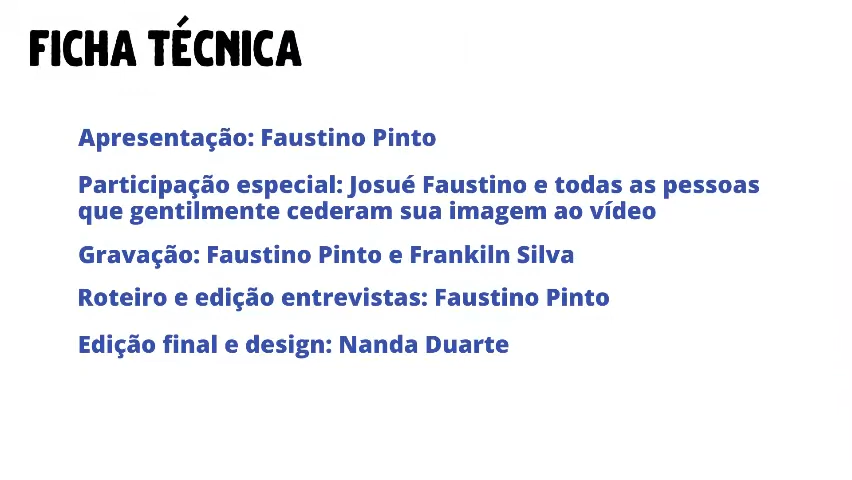 FICHA TÉCNICA
Apresentação: Faustino Pinto
Participação especial: Josué Faustino e todas as pessoas
que gentilmente cederam sua imagem ao vídeo
Gravação: Faustino Pinto e Frankiln Silva
Roteiro e edição entrevistas: Faustino Pinto
Edição final e design: Nanda Duarte